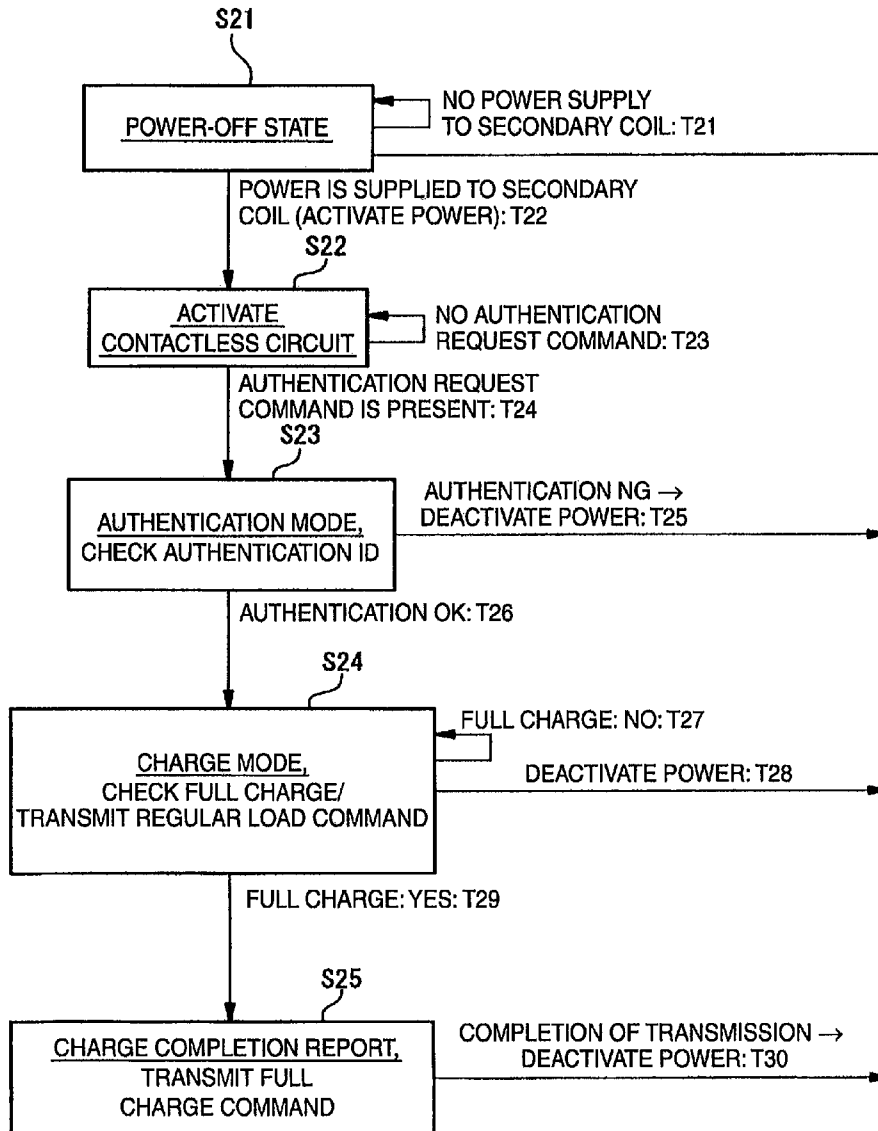 S21
POWER-OFF STATE
NO POWER SUPPLY
TO SECONDARY COIL: T21
POWER IS SUPPLIED TO SECONDARY
COIL (ACTIVATE POWER): T22
S22
ACTIVATE
CONTACTLESS CIRCUIT
NO AUTHENTICATION
REQUEST COMMAND: T23
AUTHENTICATION REQUEST
COMMAND IS PRESENT: T24
S23
AUTHENTICATION MODE,
CHECK AUTHENTICATION ID
AUTHENTICATION NG →
DEACTIVATE POWER: T25
AUTHENTICATION OK: T26
S24
CHARGE MODE,
CHECK FULL CHARGE/
TRANSMIT REGULAR LOAD COMMAND
FULL CHARGE: NO: T27
DEACTIVATE POWER: T28
FULL CHARGE: YES: T29
S25
CHARGE COMPLETION REPORT,
TRANSMIT FULL
CHARGE COMMAND
COMPLETION OF TRANSMISSION →
DEACTIVATE POWER: T30